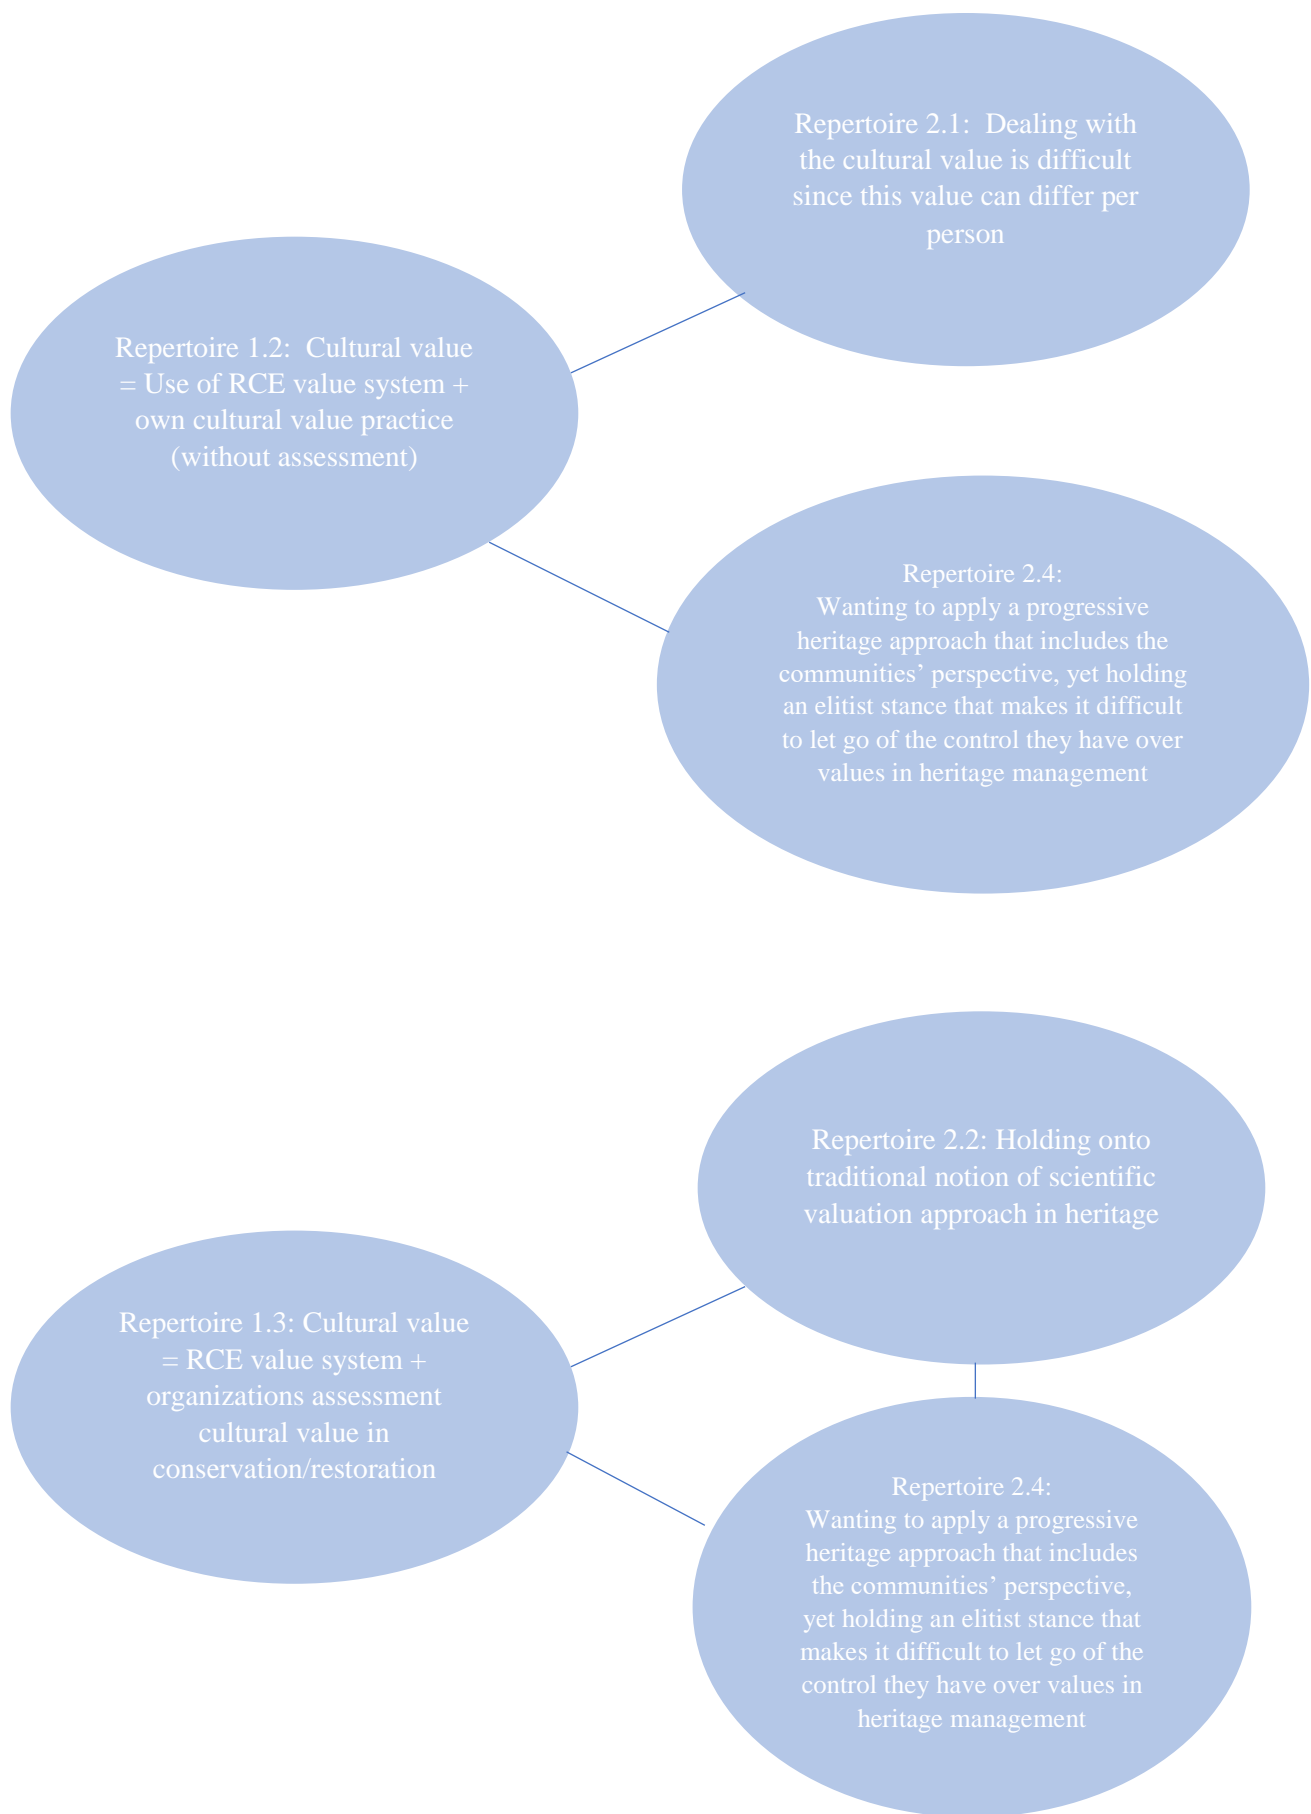 Repertoire 2.1:  Dealing with
the cultural value is difficult
since this value can differ per
person
Repertoire 1.2:  Cultural value
= Use of RCE value system +
own cultural value practice
(without assessment)
Repertoire 2.4:
Wanting to apply a progressive
heritage approach that includes the
communities’ perspective, yet holding
an elitist stance that makes it difficult
to let go of the control they have over
values in heritage management
Repertoire 2.2: Holding onto
traditional notion of scientific
valuation approach in heritage
Repertoire 1.3: Cultural value
= RCE value system +
organizations assessment
cultural value in
conservation/restoration
Repertoire 2.4:
Wanting to apply a progressive
heritage approach that includes
the communities’ perspective,
yet holding an elitist stance that
makes it difficult to let go of the
control they have over values in
heritage management